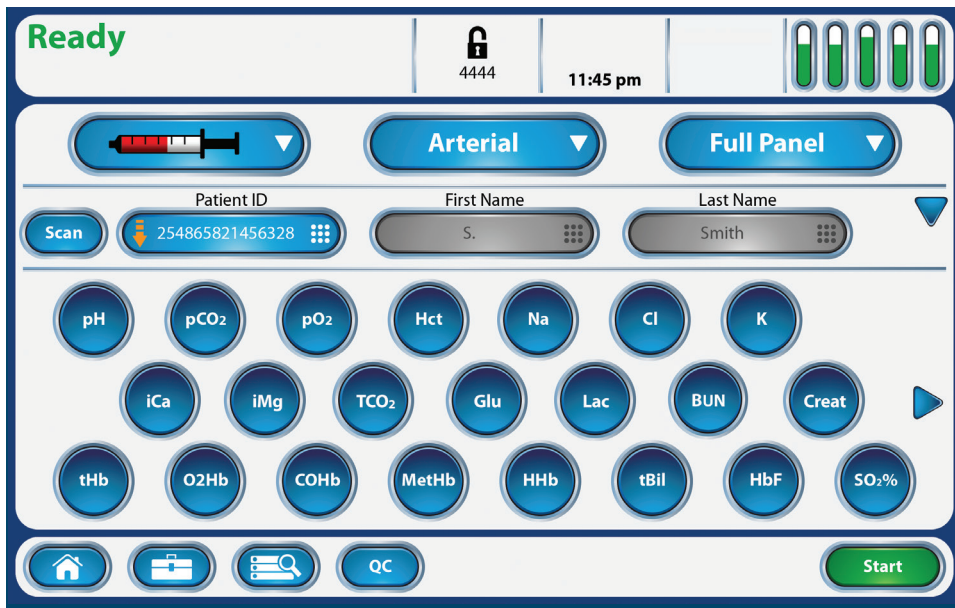 Ready
4444
11:45 pm
Arterial
Full Panel
Patient ID
First Name
Last Name
Scan
254865821456328
S.
Smith
pH pCO₂ pO₂ Hct Na Cl K
iCa iMg TCO₂ Glu Lac BUN Creat
tHb O2Hb COHb MetHb HHb tBil HbF SO₂%
QC
Start